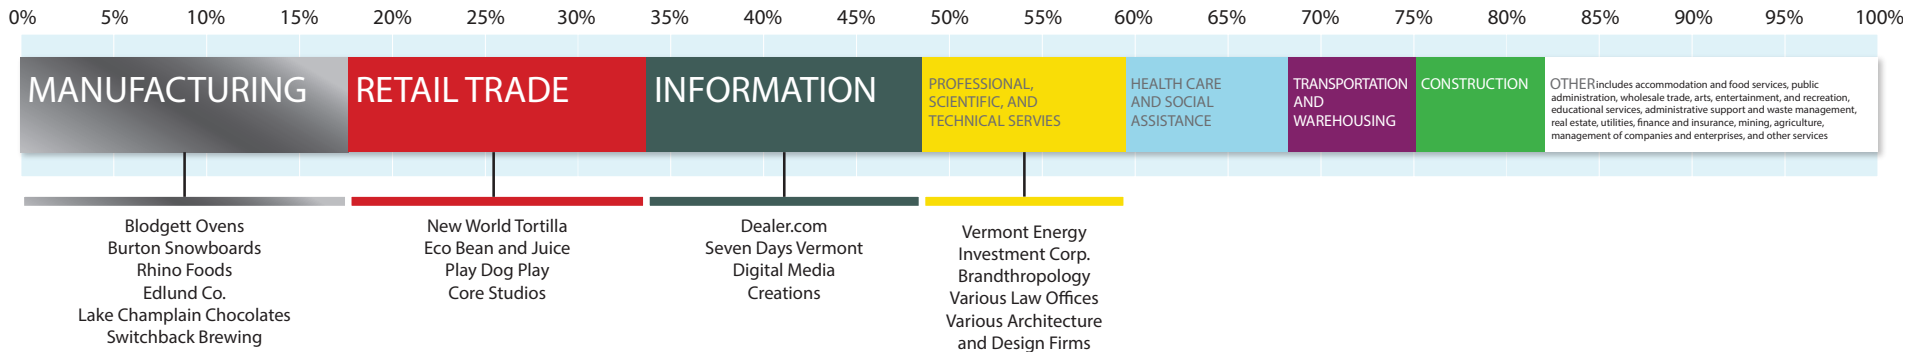 0% 5% 10% 15% 20% 25% 30% 35% 40% 45% 50% 55% 60% 65% 70% 75% 80% 85% 90% 95% 100%
MANUFACTURING
RETAIL TRADE
INFORMATION
PROFESSIONAL,
SCIENTIFIC, AND
TECHNICAL SERVIES
HEALTH CARE
AND SOCIAL
ASSISTANCE
TRANSPORTATION
AND
WAREHOUSING
CONSTRUCTION
OTHER includes accommodation and food services, public
administration, wholesale trade, arts, entertainment, and recreation,
educational services, administrative support and waste management,
real estate, utilities, finance and insurance, mining, agriculture,
management of companies and enterprises, and other services
Blodgett Ovens
Burton Snowboards
Rhino Foods
Edlund Co.
Lake Champlain Chocolates
Switchback Brewing
New World Tortilla
Eco Bean and Juice
Play Dog Play
Core Studios
Dealer.com
Seven Days Vermont
Digital Media
Creations
Vermont Energy
Investment Corp.
Brandthropology
Various Law Offices
Various Architecture
and Design Firms